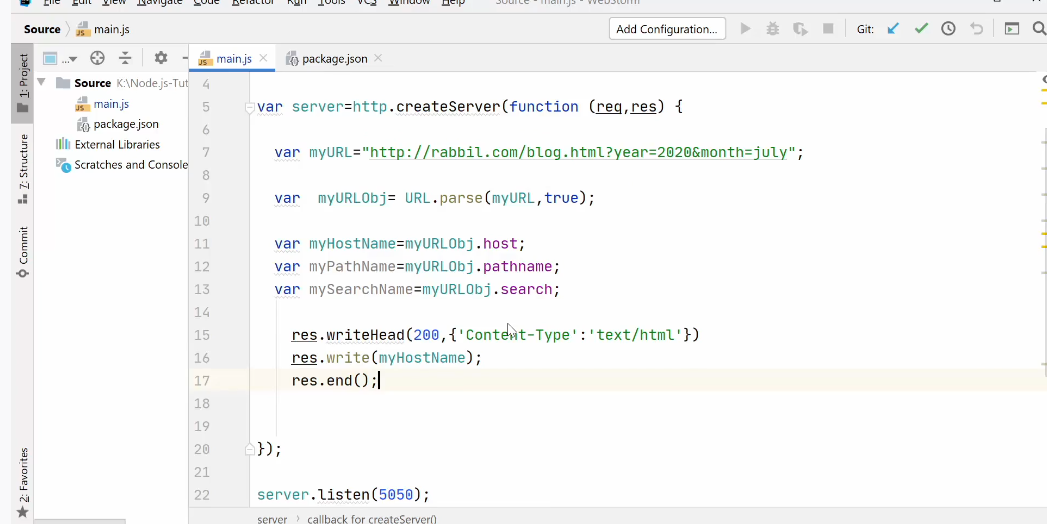 File Edit View Navigate Code Refactor Run Tools VCS Window Help Source - main.js - WebStorm
Source main.js Add Configuration... Git:
1: Project
...
main.js
package.json
4
Source K:\Node.js-Tut
5 var server=http.createServer(function (req,res) {
main.js
package.json
6
External Libraries
7 var myURL="http://rabbil.com/blog.html?year=2020&month=july";
Scratches and Console
8
7: Structure
9 var myURLObj= URL.parse(myURL,true);
10
Commit
11 var myHostName=myURLObj.host;
12 var myPathName=myURLObj.pathname;
13 var mySearchName=myURLObj.search;
14
15 res.writeHead(200,{'Content-Type':'text/html'})
16 res.write(myHostName);
17 res.end();
18
19
20 });
21
2: Favorites
22 server.listen(5050);
server callback for createServer()